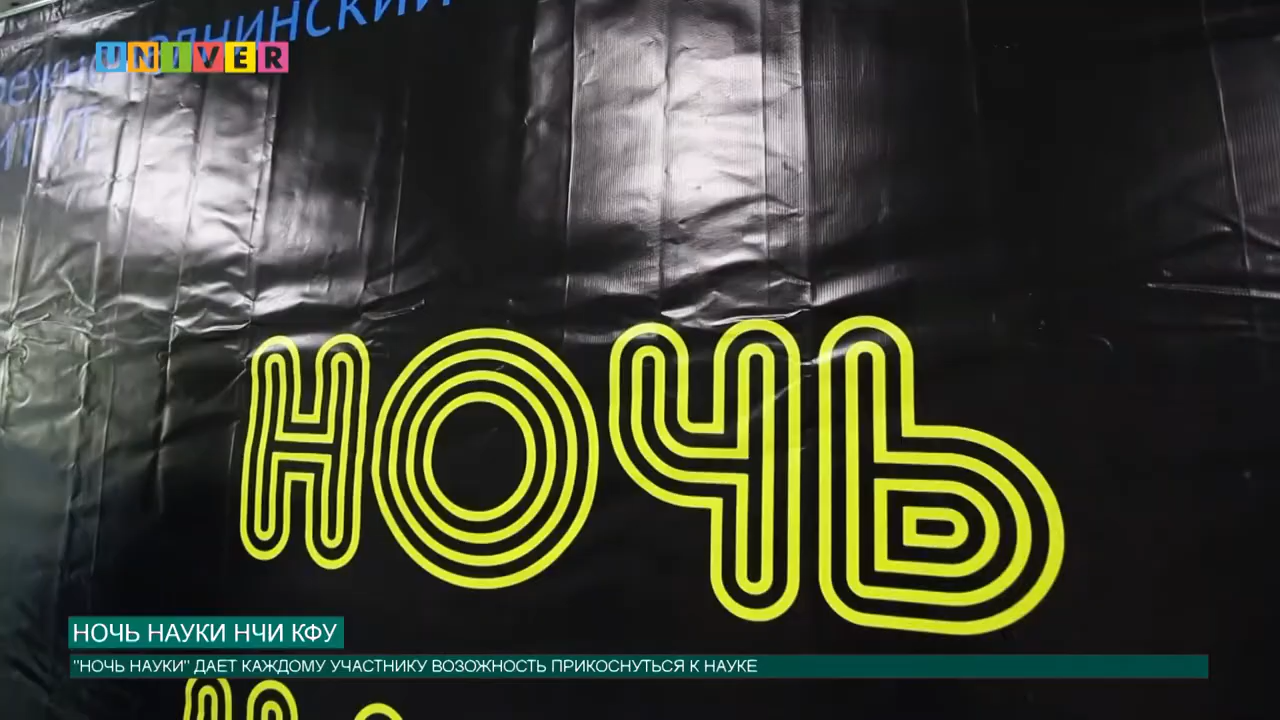 UNIVER
НОЧЬ
НОЧЬ НАУКИ НЧИ КФУ
"НОЧЬ НАУКИ" ДАЕТ КАЖДОМУ УЧАСТНИКУ ВОЗОЖНОСТЬ ПРИКОСНУТЬСЯ К НАУКЕ